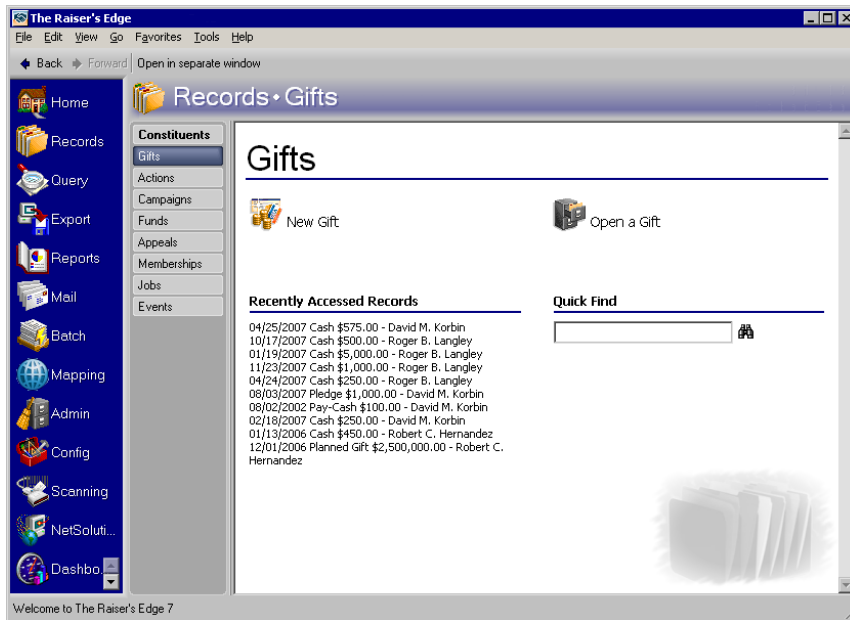 The Raiser's Edge
File Edit View Go Favorites Tools Help
Back Forward Open in separate window
Records • Gifts
Home
Records
Query
Export
Reports
Mail
Batch
Mapping
Admin
Config
Scanning
NetSoluti...
Dashbo...
Constituents
Gifts
Actions
Campaigns
Funds
Appeals
Memberships
Jobs
Events
Gifts
New Gift
Open a Gift
Recently Accessed Records
04/25/2007 Cash $575.00 - David M. Korbin
10/17/2007 Cash $500.00 - Roger B. Langley
01/19/2007 Cash $5,000.00 - Roger B. Langley
11/23/2007 Cash $1,000.00 - Roger B. Langley
04/24/2007 Cash $250.00 - Roger B. Langley
08/03/2007 Pledge $1,000.00 - David M. Korbin
08/02/2002 Pay-Cash $100.00 - David M. Korbin
02/18/2007 Cash $250.00 - David M. Korbin
01/13/2006 Cash $450.00 - Robert C. Hernandez
12/01/2006 Planned Gift $2,500,000.00 - Robert C.
Hernandez
Quick Find
Welcome to The Raiser's Edge 7